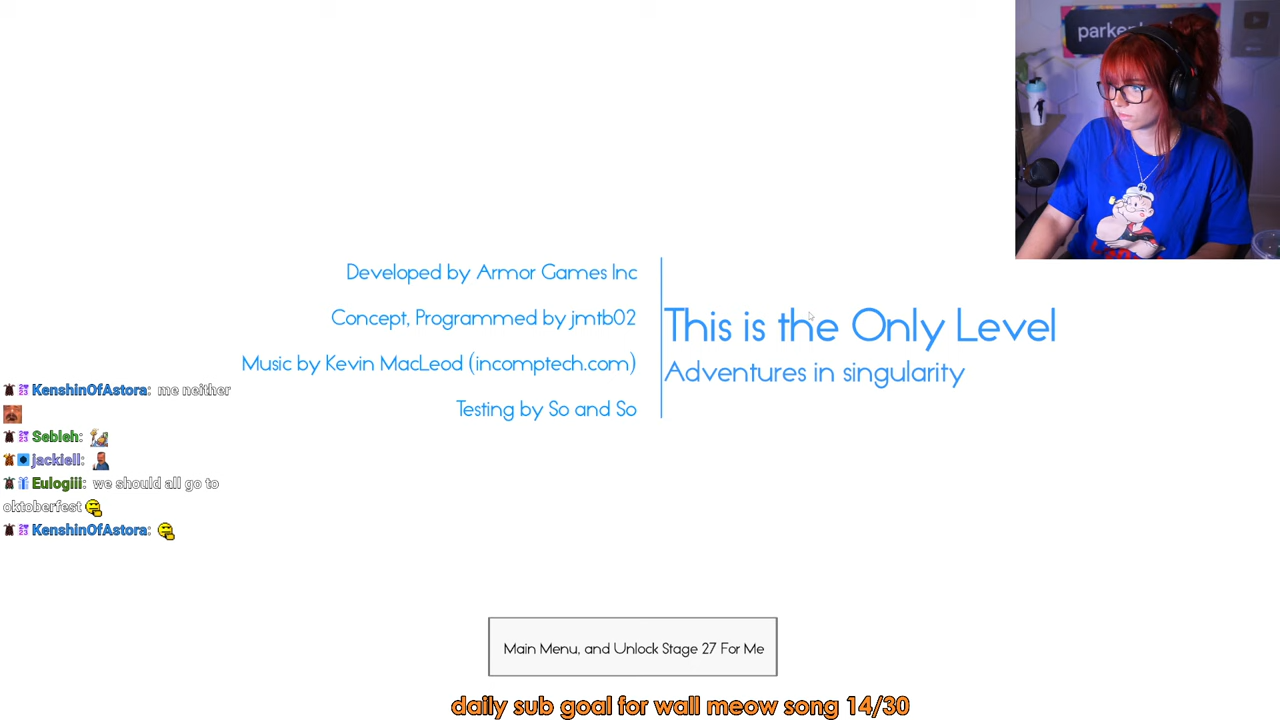 Developed by Armor Games Inc
Concept, Programmed by jmtb02
Music by Kevin MacLeod (incomptech.com)
Testing by So and So
This is the Only Level
Adventures in singularity
KenshinOfAstora: me neither
Sebleh:
jackiell:
Eulogiii: we should all go to
oktoberfest
KenshinOfAstora:
Main Menu, and Unlock Stage 27 For Me
daily sub goal for wall meow song 14/30